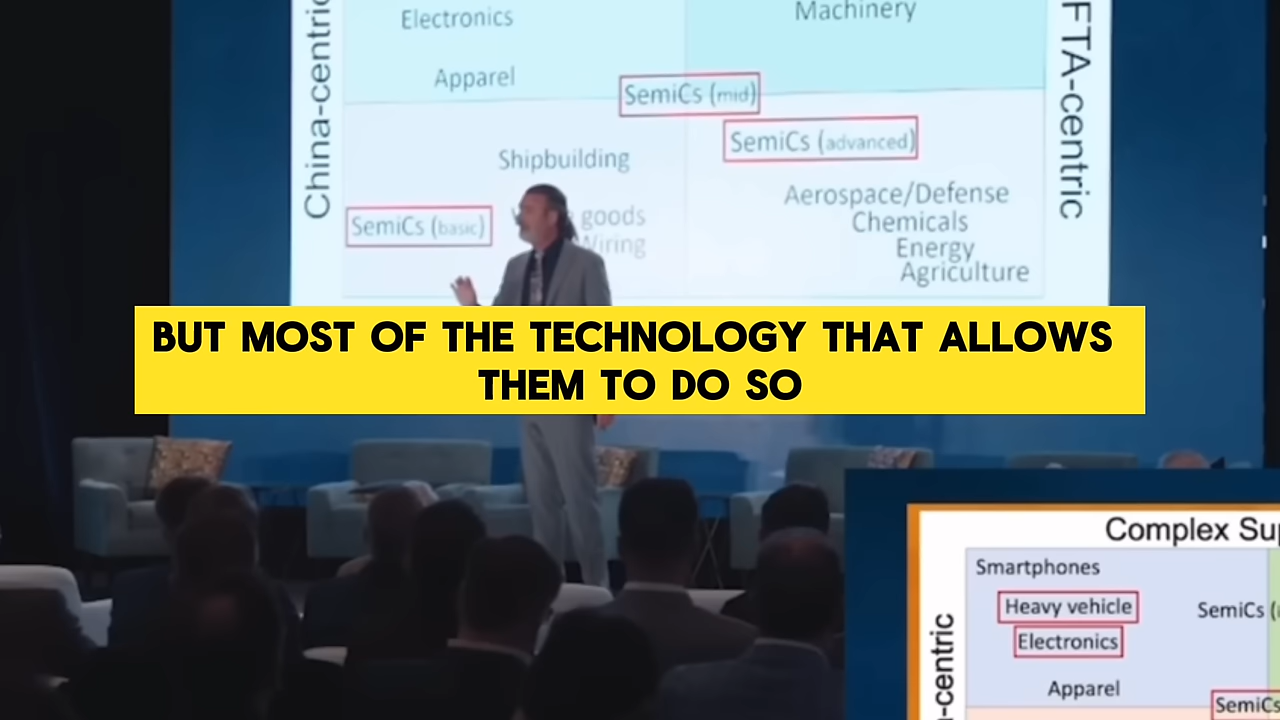 China-centric
Electronics
Machinery
Apparel
SemiCs (mid)
SemiCs (advanced)
Shipbuilding
SemiCs (basic)
goods
Wiring
Aerospace/Defense
Chemicals
Energy
Agriculture
FTA-centric
BUT MOST OF THE TECHNOLOGY THAT ALLOWS
THEM TO DO SO
Complex Su
Smartphones
Heavy vehicle
SemiCs (
Electronics
Apparel
SemiCs
-centric